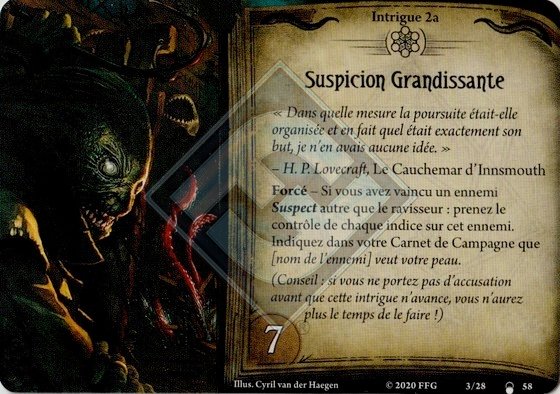 Intrigue 2a
Suspicion Grandissante
« Dans quelle mesure la poursuite était-elle
organisée et en fait quel était exactement son
but, je n'en avais aucune idée. »
- H. P. Lovecraft, Le Cauchemar d'Innsmouth
Forcé – Si vous avez vaincu un ennemi
Suspect autre que le ravisseur : prenez le
contrôle de chaque indice sur cet ennemi.
Indiquez dans votre Carnet de Campagne que
[nom de l'ennemi] veut votre peau.
(Conseil : si vous ne portez pas d'accusation
avant que cette intrigue n'avance, vous n'aurez
plus le temps de le faire !)
7
Illus. Cyril van der Haegen © 2020 FFG 3/28 58